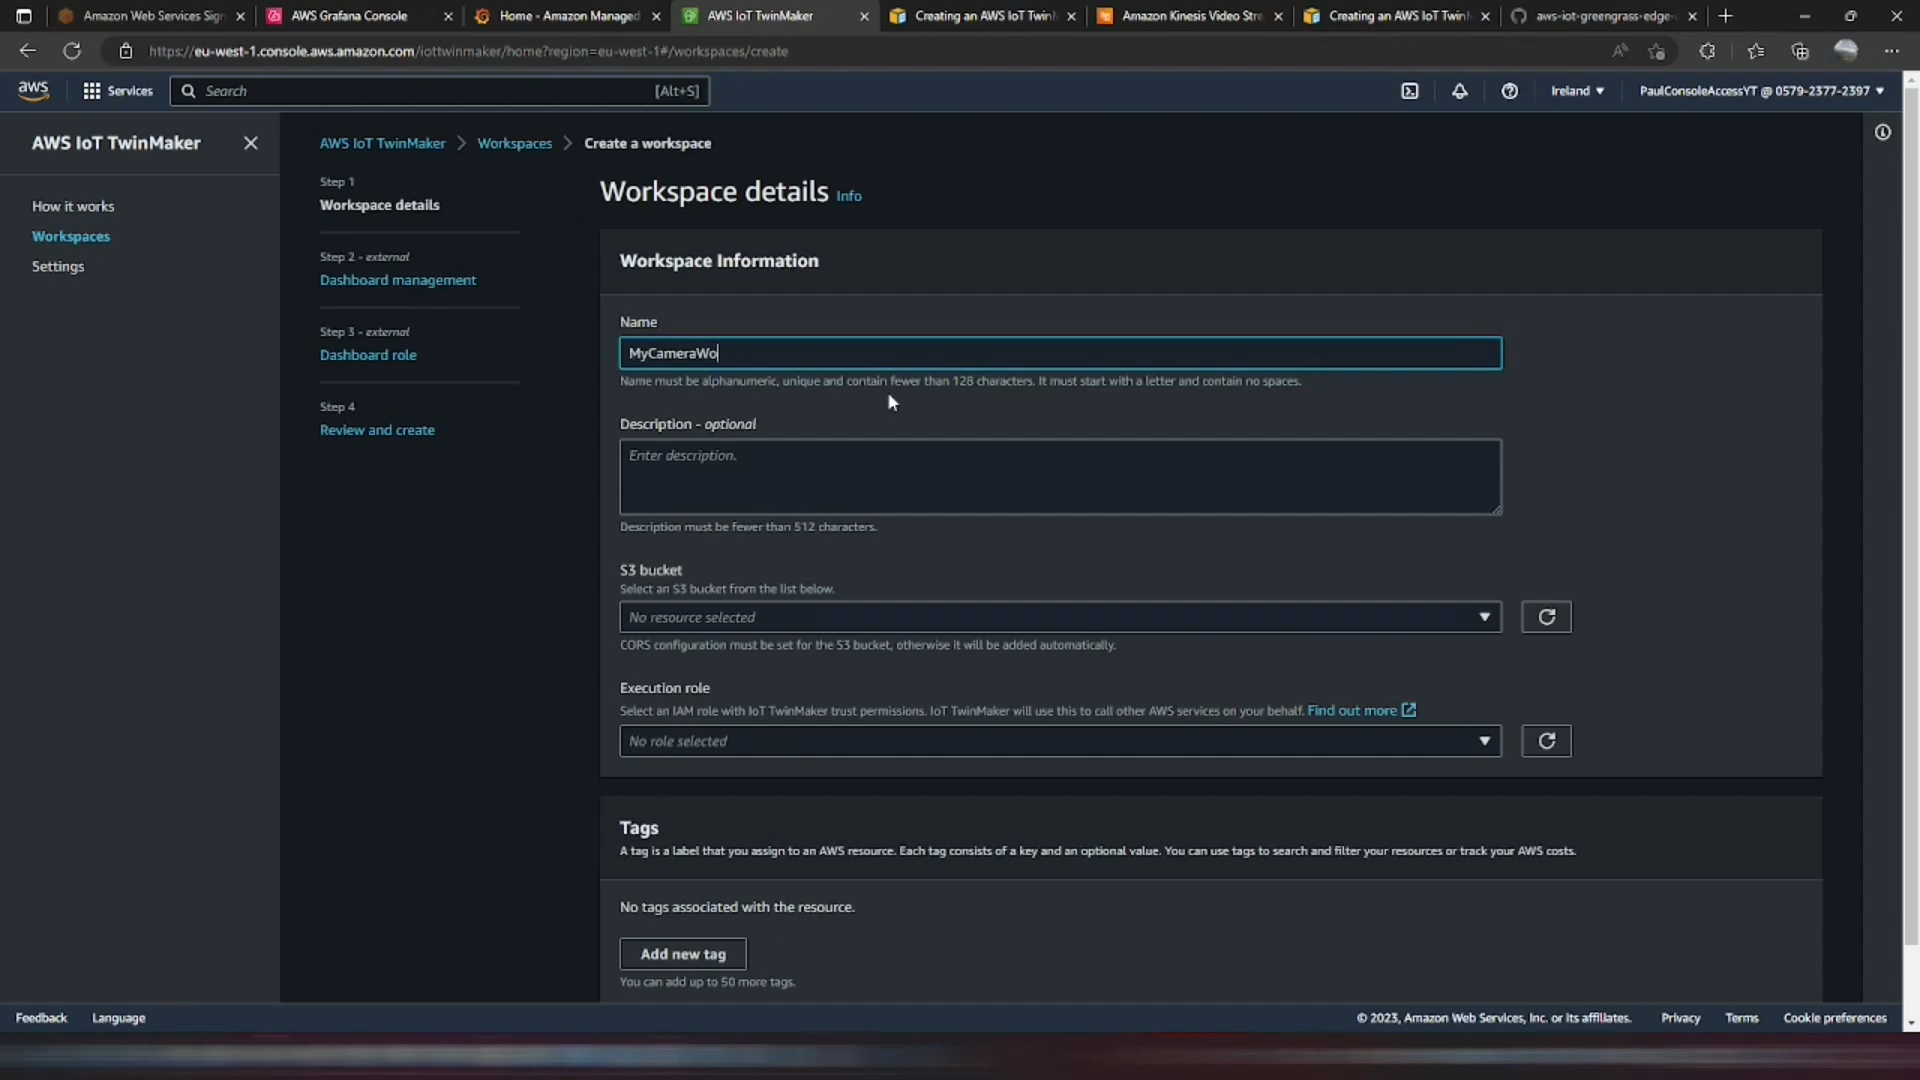 Amazon Web Services Sign
AWS Grafana Console
Home - Amazon Managed
AWS IoT TwinMaker
Creating an AWS IoT TwinM
Amazon Kinesis Video Stre
Creating an AWS IoT TwinM
aws-iot-greengrass-edge-
https://eu-west-1.console.aws.amazon.com/iottwinmaker/home?region=eu-west-1#/workspaces/create
aws
Services
Search
[Alt+S]
Ireland
PaulConsoleAccessYT @ 0579-2377-2397
AWS IoT TwinMaker
How it works
Workspaces
Settings
AWS IoT TwinMaker > Workspaces > Create a workspace
Step 1
Workspace details
Step 2 - external
Dashboard management
Step 3 - external
Dashboard role
Step 4
Review and create
Workspace details Info
Workspace Information
Name
MyCameraWo
Name must be alphanumeric, unique and contain fewer than 128 characters. It must start with a letter and contain no spaces.
Description - optional
Enter description.
Description must be fewer than 512 characters.
S3 bucket
Select an S3 bucket from the list below.
No resource selected
CORS configuration must be set for the S3 bucket, otherwise it will be added automatically.
Execution role
Select an IAM role with IoT TwinMaker trust permissions. IoT TwinMaker will use this to call other AWS services on your behalf. Find out more
No role selected
Tags
A tag is a label that you assign to an AWS resource. Each tag consists of a key and an optional value. You can use tags to search and filter your resources or track your AWS costs.
No tags associated with the resource.
Add new tag
You can add up to 50 more tags.
Feedback
Language
© 2023, Amazon Web Services, Inc. or its affiliates.
Privacy
Terms
Cookie preferences